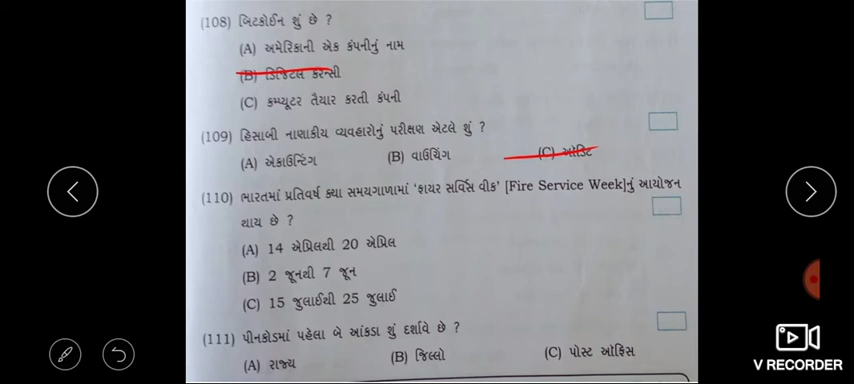 (108) બિટકોઈન શું છે ?
(A) અમેરિકાની એક કંપનીનું નામ
(B) ડિજિટલ કરન્સી
(C) કમ્પ્યૂટર તૈયાર કરતી કંપની
(109) હિસાબી નાણાકીય વ્યવહારોનું પરીક્ષણ એટલે શું ?
(A) એકાઉન્ટિંગ (B) વાઉચિંગ (C) ઑડિટ
(110) ભારતમાં પ્રતિવર્ષ ક્યા સમયગાળામાં 'ફાયર સર્વિસ વીક' [Fire Service Week]નું આયોજન
થાય છે ?
(A) 14 એપ્રિલથી 20 એપ્રિલ
(B) 2 જૂનથી 7 જૂન
(C) 15 જુલાઈથી 25 જુલાઈ
(111) પીનકોડમાં પહેલા બે આંકડા શું દર્શાવે છે ?
(A) રાજ્ય (B) જિલ્લો (C) પોસ્ટ ઑફિસ
V RECORDER